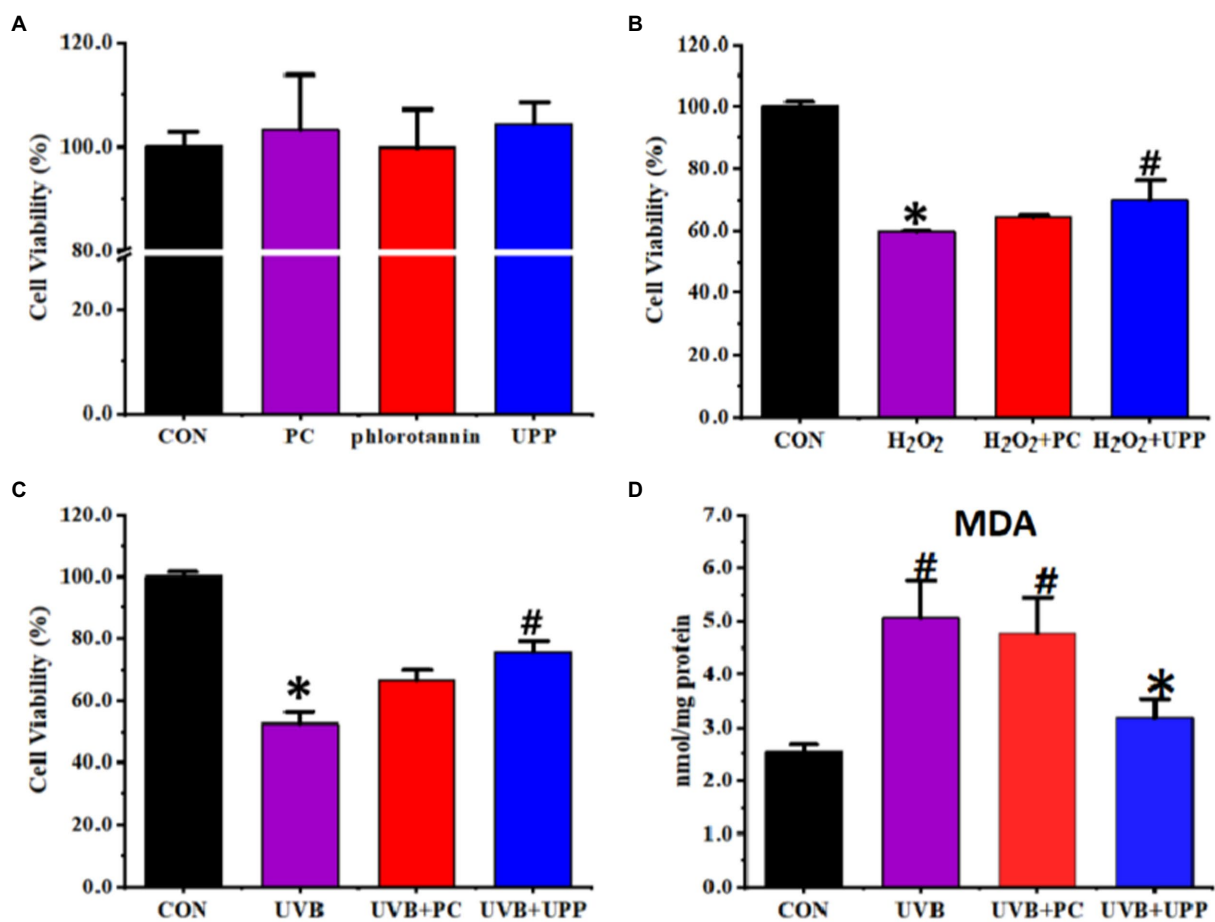 A
120.0
100.0
80.0
20.0
0.0
Cell Viability (%)
CON PC phlorotannin UPP
B
120.0
100.0
80.0
60.0
40.0
20.0
0.0
Cell Viability (%)
*
#
CON H2O2 H2O2+PC H2O2+UPP
C
120.0
100.0
80.0
60.0
40.0
20.0
0.0
Cell Viability (%)
*
#
CON UVB UVB+PC UVB+UPP
D
MDA
7.0
6.0
5.0
4.0
3.0
2.0
1.0
0.0
nmol/mg protein
#
#
*
CON UVB UVB+PC UVB+UPP